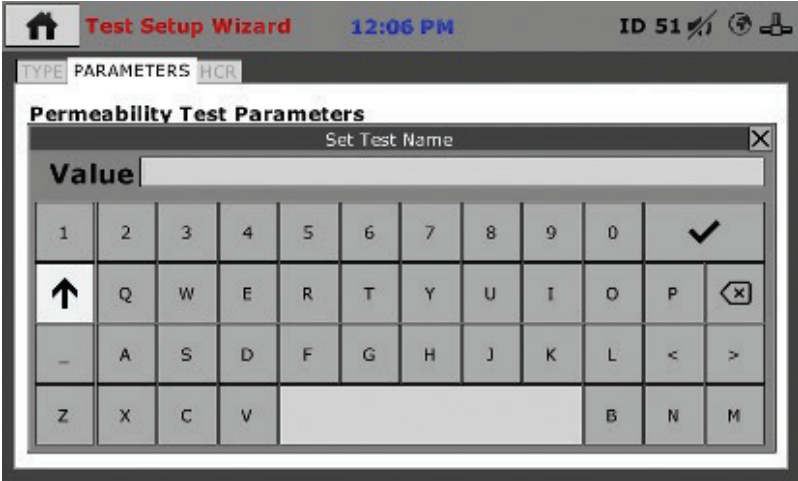 Test Setup Wizard 12:06 PM ID 51
TYPE PARAMETERS HCR
Permeability Test Parameters
Set Test Name
Value
1 2 3 4 5 6 7 8 9 0
Q W E R T Y U I O P
_ A S D F G H J K L < >
Z X C V B N M